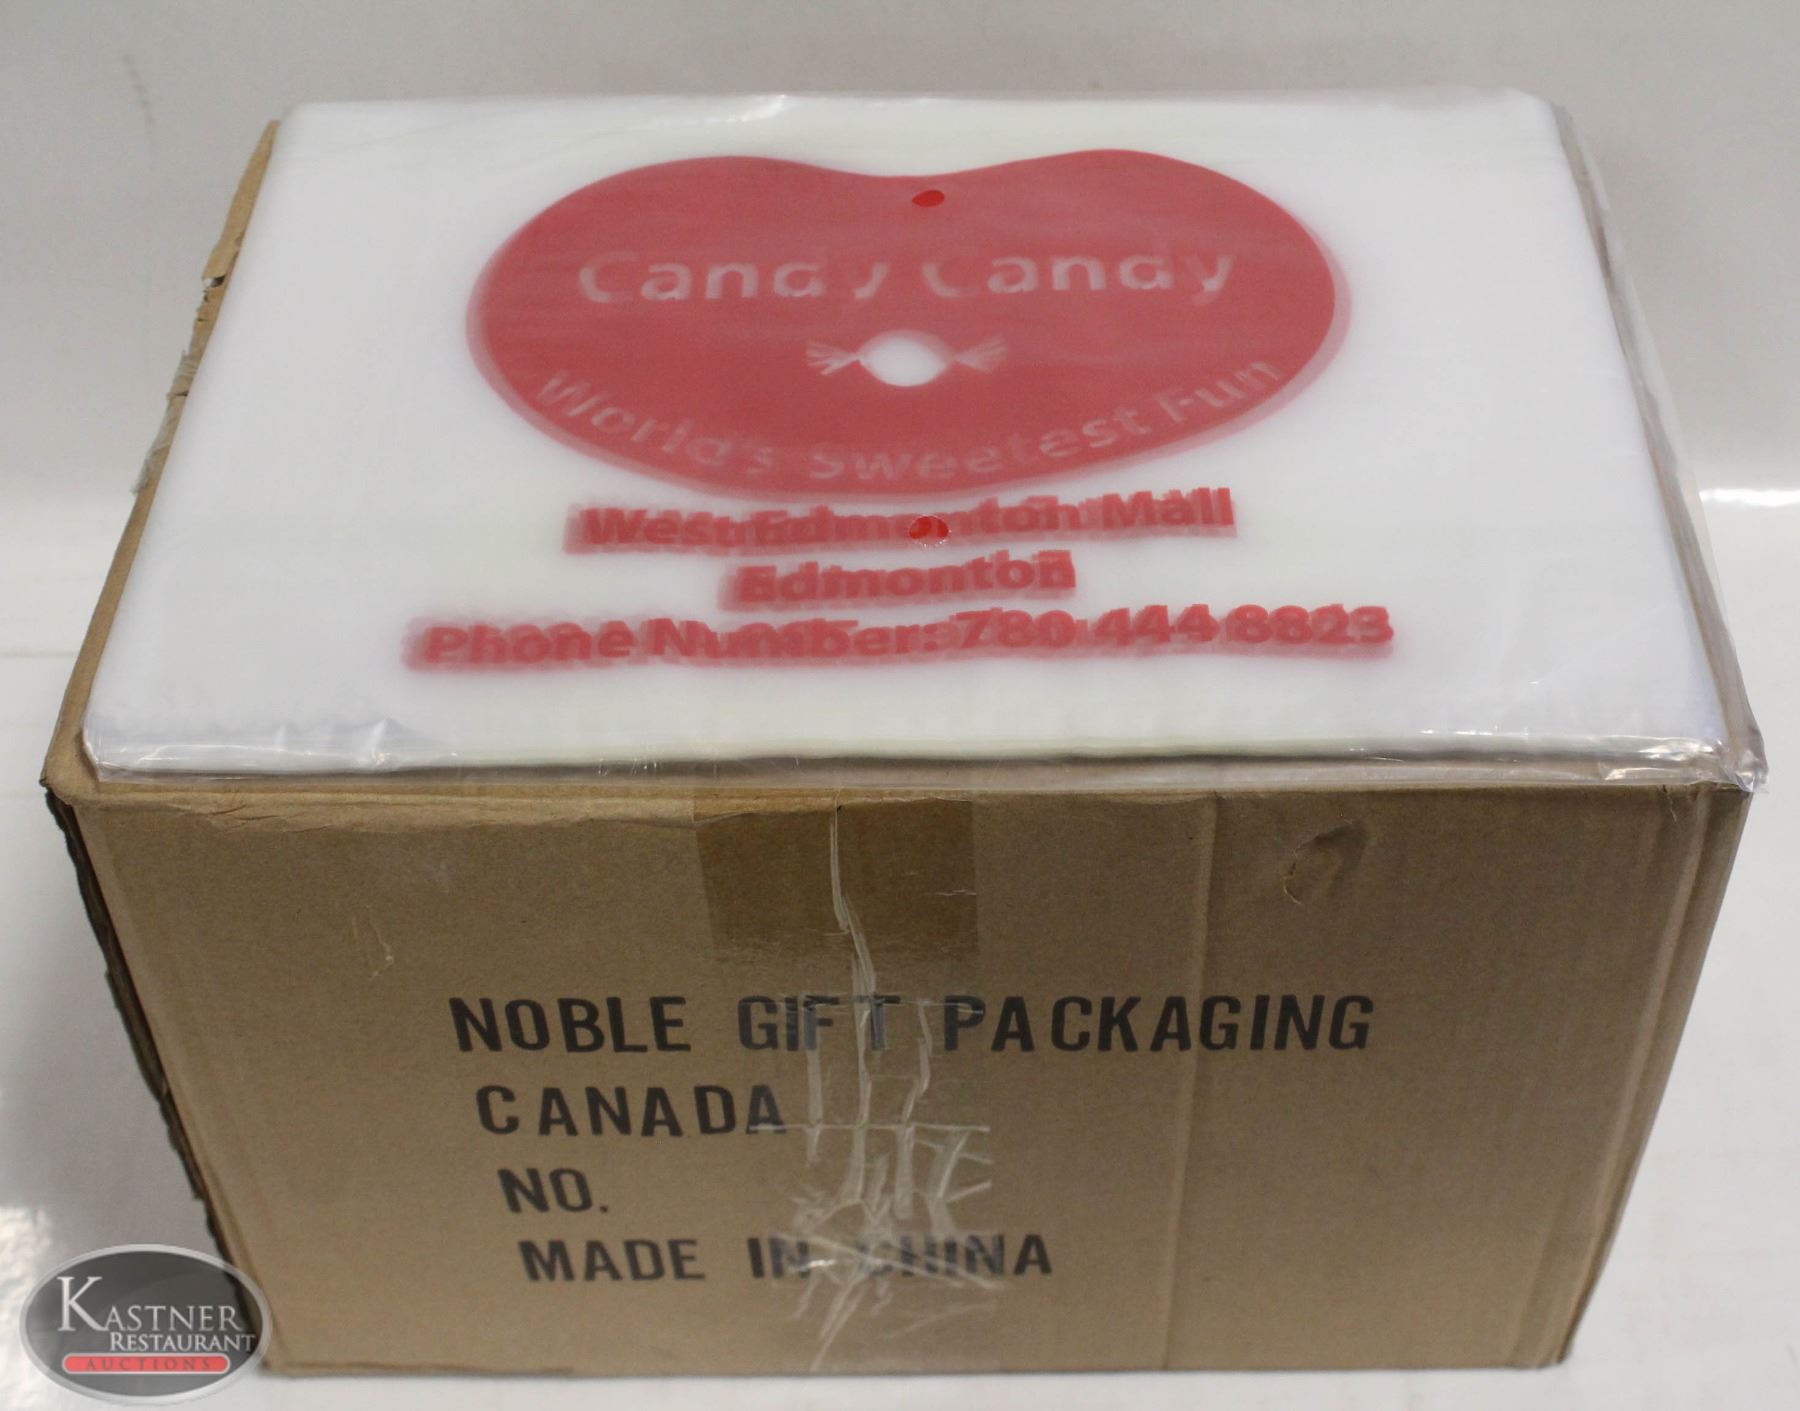 Candy Candy
World's Sweetest Fun
West Edmonton Mall
Edmonton
Phone Number: 780 444 8823
NOBLE GIFT PACKAGING
CANADA
NO.
MADE IN CHINA
KASTNER
RESTAURANT
AUCTIONS